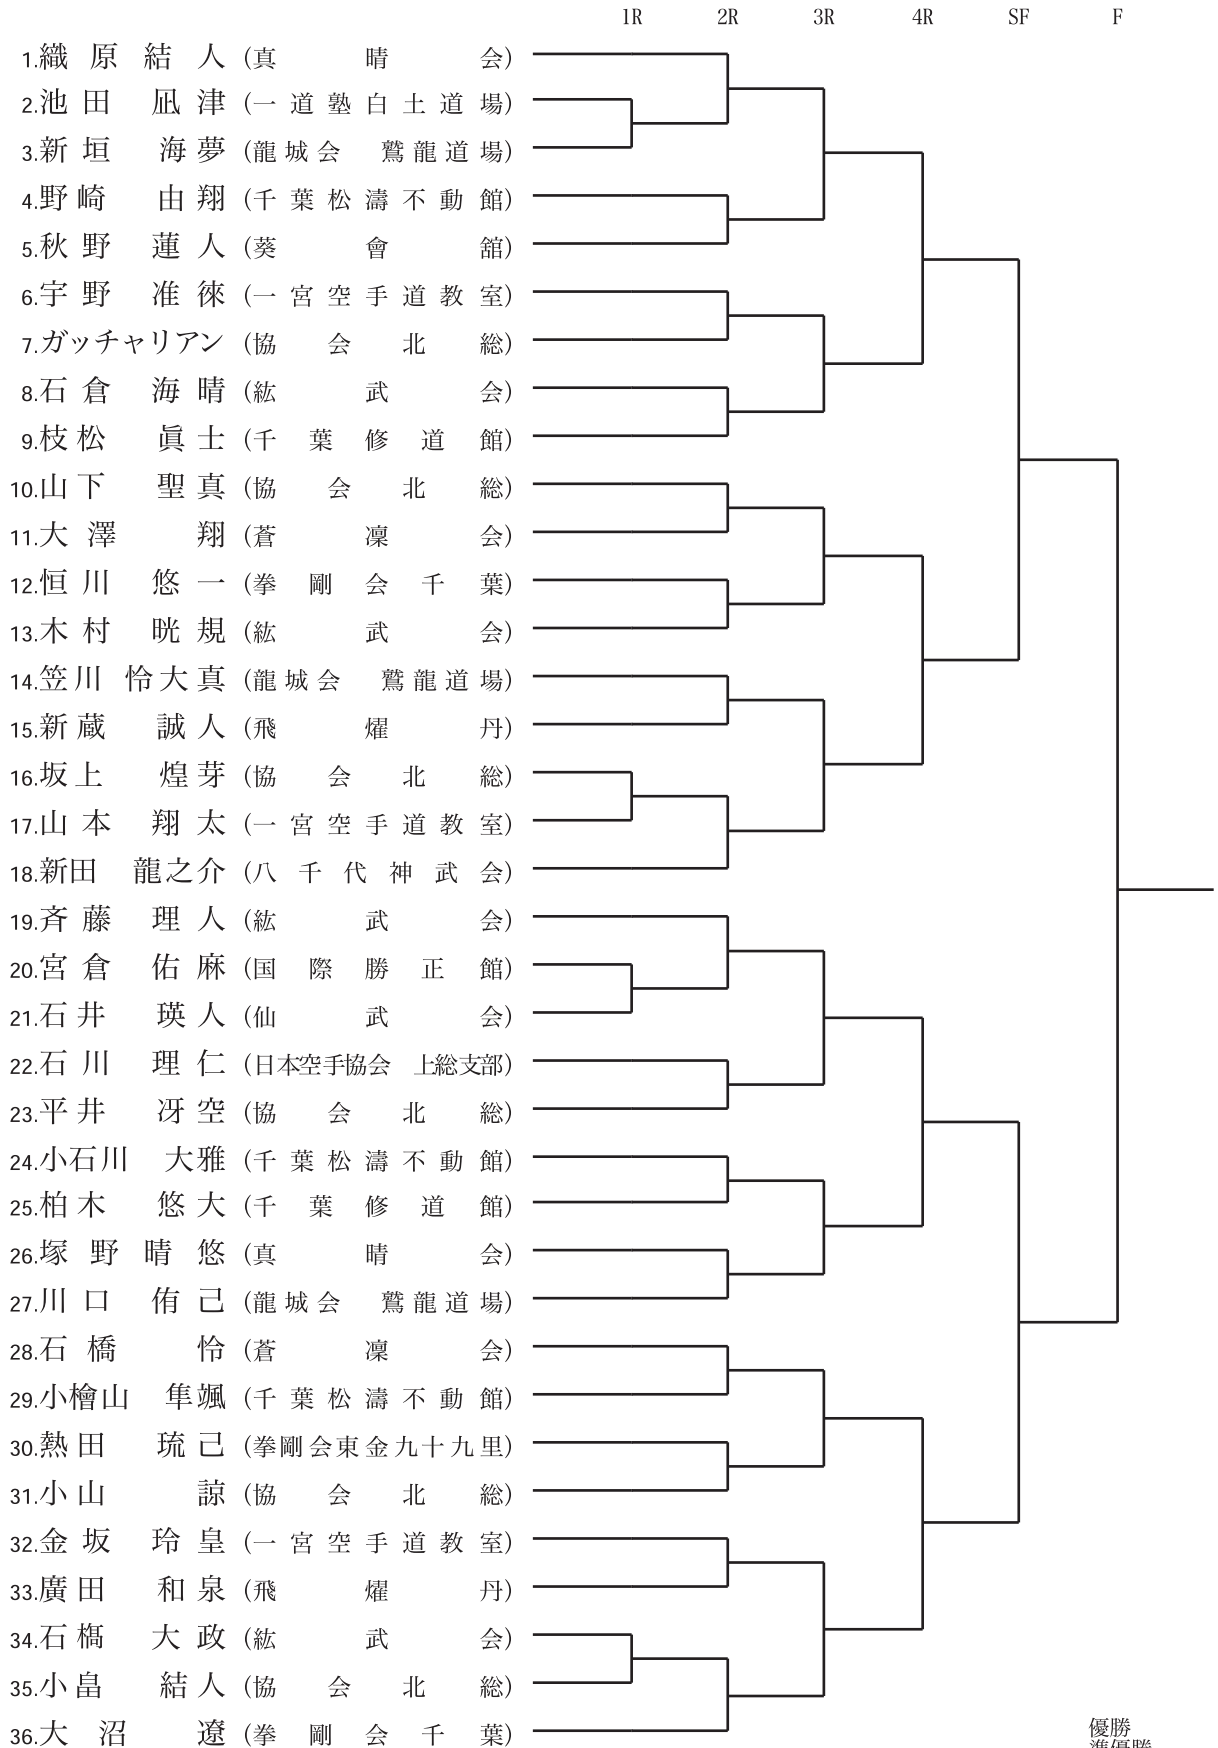 1R 2R 3R 4R SF F
1.織原結人 (真晴会)
2.池田 凪津 (一道塾白土道場)
3.新垣 海夢 (龍城会 鷲龍道場)
4.野崎 由翔 (千葉松濤不動館)
5.秋野 蓮人 (葵會舘)
6.宇野 准徠 (一宮空手道教室)
7.ガッチャリアン (協会北総)
8.石倉 海晴 (紘武会)
9.枝松 眞士 (千葉修道館)
10.山下 聖真 (協会北総)
11.大澤 翔 (蒼凜会)
12.恒川 悠一 (拳剛会千葉)
13.木村 晄規 (紘武会)
14.笠川 怜大真 (龍城会 鷲龍道場)
15.新蔵 誠人 (飛燿丹)
16.坂上 煌芽 (協会北総)
17.山本 翔太 (一宮空手道教室)
18.新田 龍之介 (八千代神武会)
19.斉藤 理人 (紘武会)
20.宮倉 佑麻 (国際勝正館)
21.石井 瑛人 (仙武会)
22.石川 理仁 (日本空手協会 上総支部)
23.平井 冴空 (協会北総)
24.小石川 大雅 (千葉松濤不動館)
25.柏木 悠大 (千葉修道館)
26.塚野晴悠 (真晴会)
27.川口 侑己 (龍城会 鷲龍道場)
28.石橋 怜 (蒼凜会)
29.小檜山 隼颯 (千葉松濤不動館)
30.熱田 琉己 (拳剛会東金九十九里)
31.小山 諒 (協会北総)
32.金坂 玲皇 (一宮空手道教室)
33.廣田 和泉 (飛燿丹)
34.石槗 大政 (紘武会)
35.小畠 結人 (協会北総)
36.大沼 遼 (拳剛会千葉)
優勝
準優勝